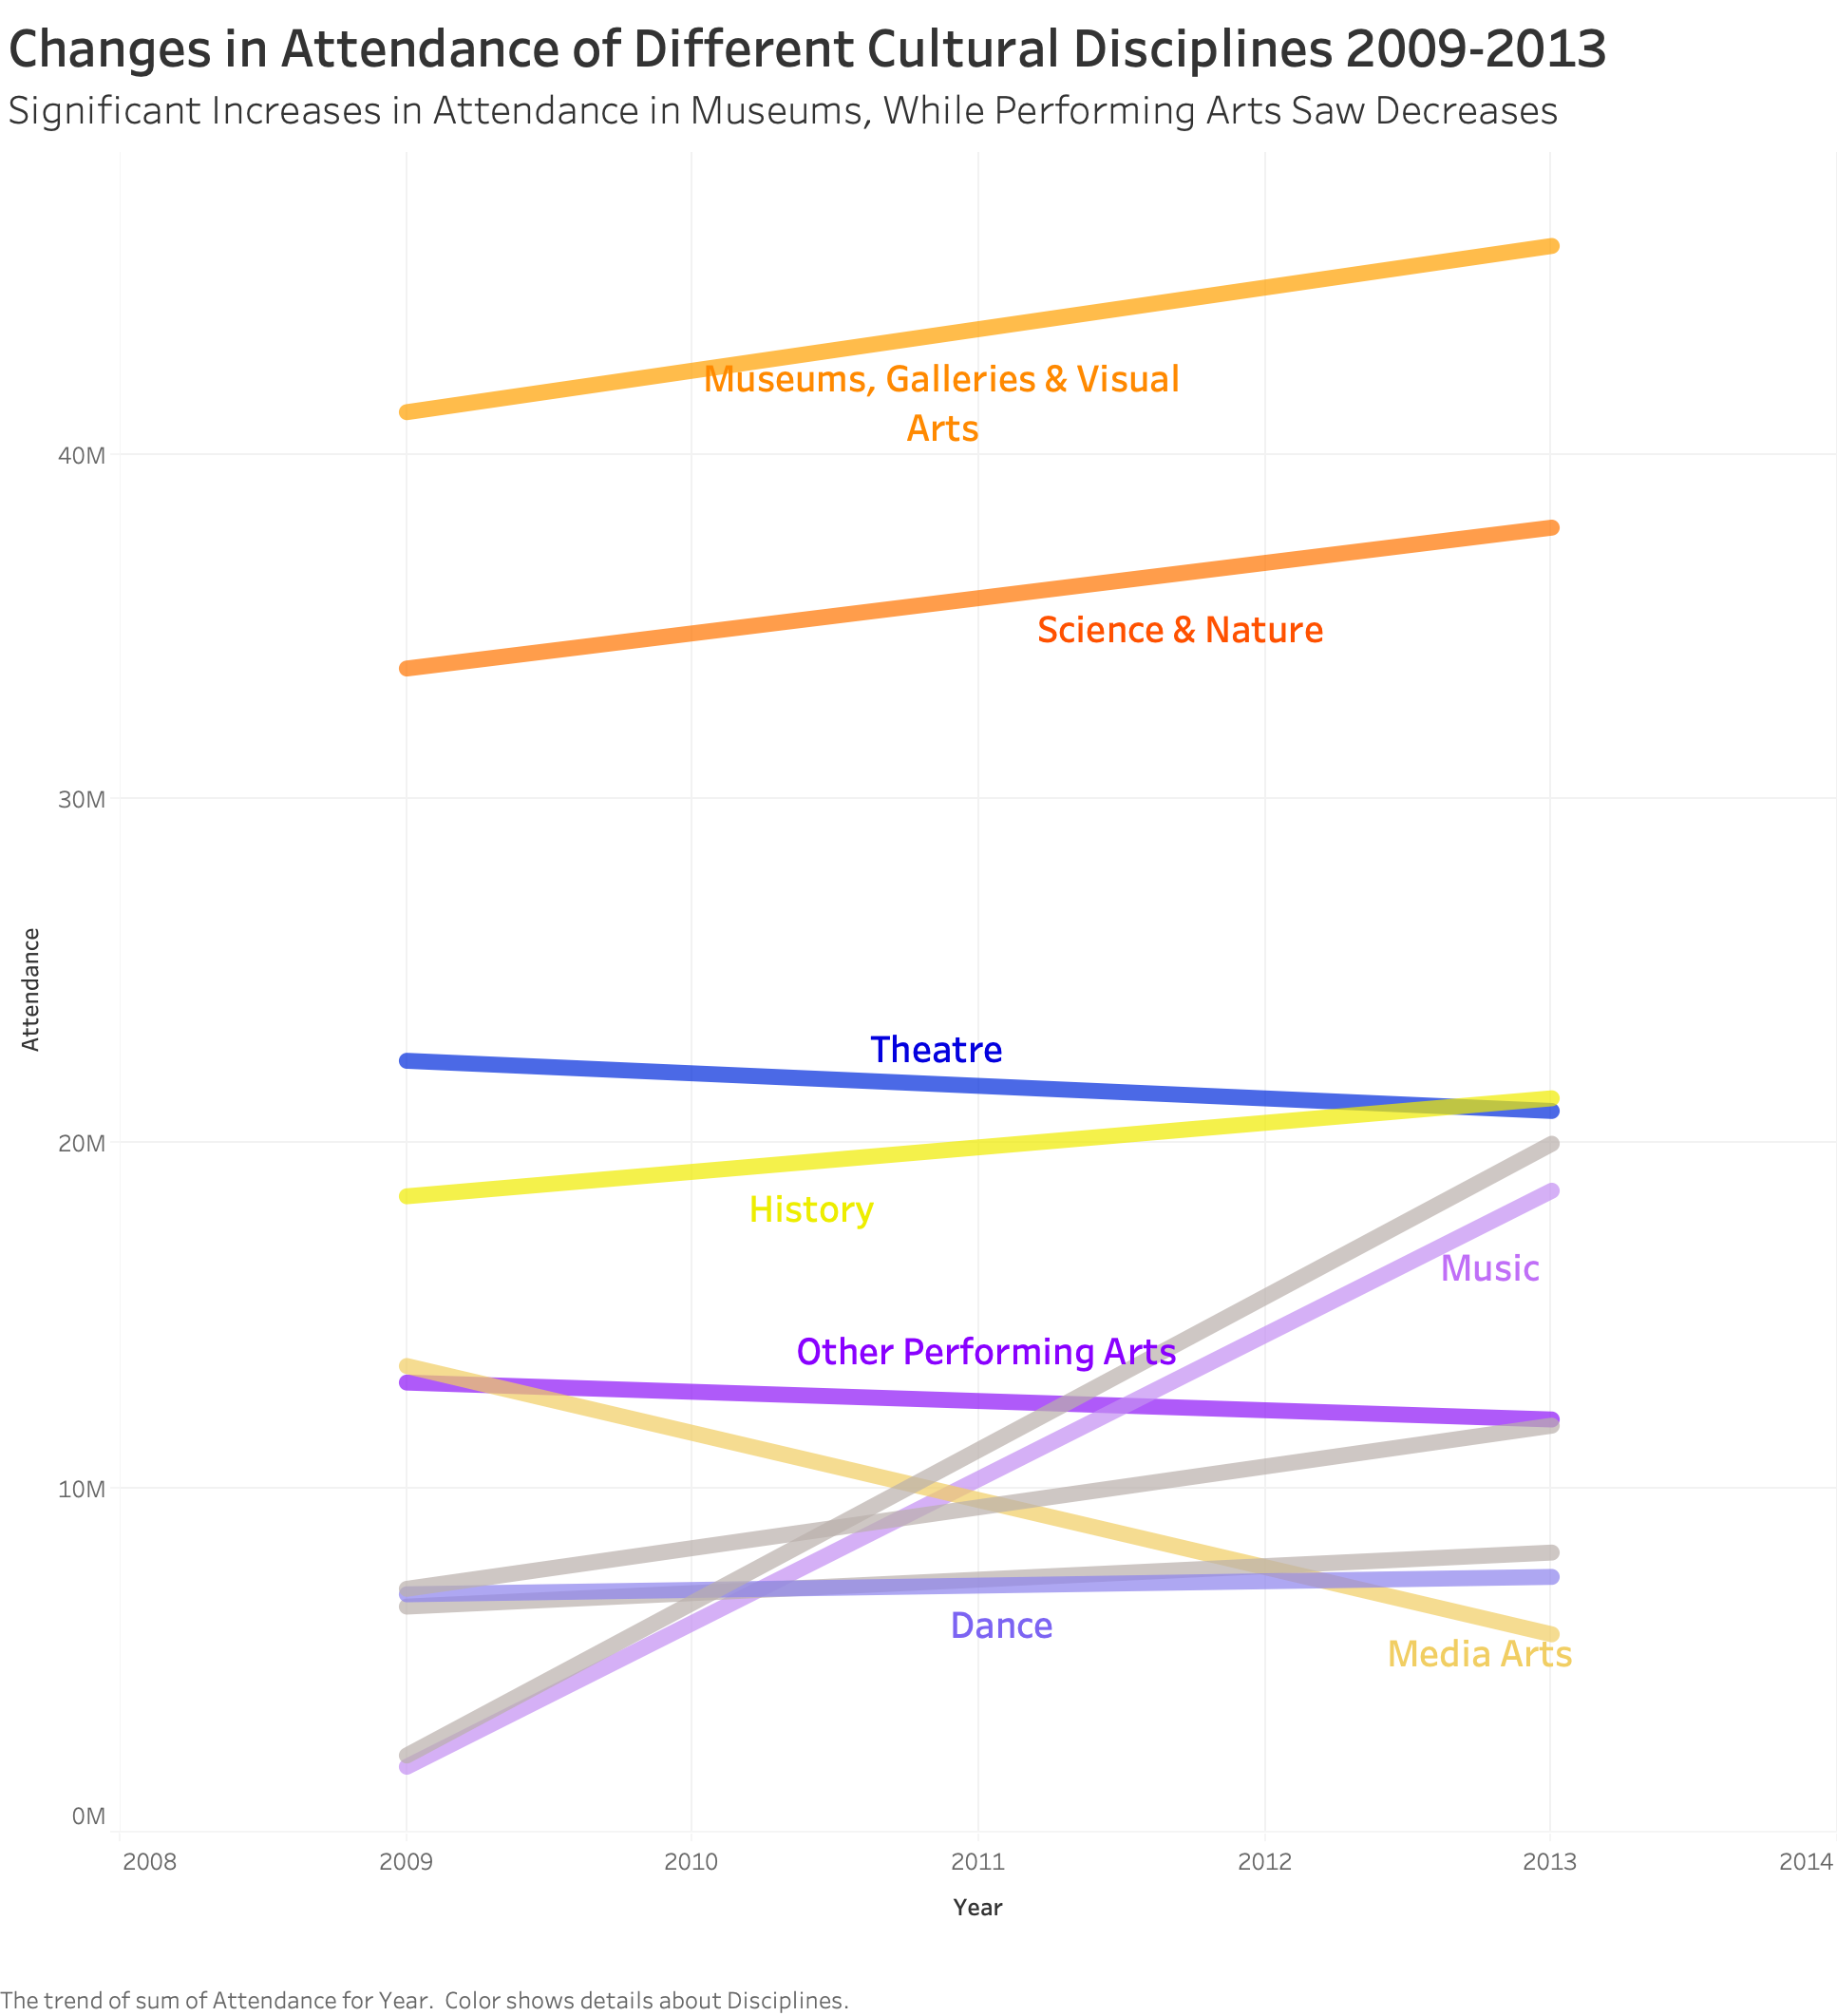 Changes in Attendance of Different Cultural Disciplines 2009-2013
Significant Increases in Attendance in Museums, While Performing Arts Saw Decreases
Museums, Galleries & Visual
Arts
40M
Science & Nature
30M
Attendance
Theatre
20M
History
Music
Other Performing Arts
10M
Dance
Media Arts
0M
2008 2009 2010 2011 2012 2013 2014
Year
The trend of sum of Attendance for Year. Color shows details about Disciplines.